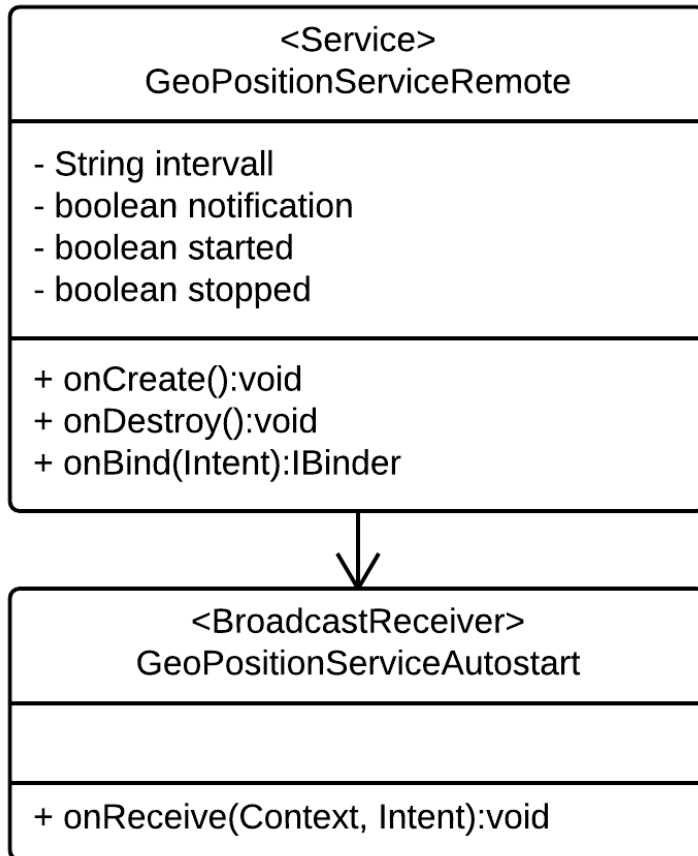 <Service>
GeoPositionServiceRemote
- String intervall
- boolean notification
- boolean started
- boolean stopped
+ onCreate():void
+ onDestroy():void
+ onBind(Intent):IBinder
<BroadcastReceiver>
GeoPositionServiceAutostart
+ onReceive(Context, Intent):void